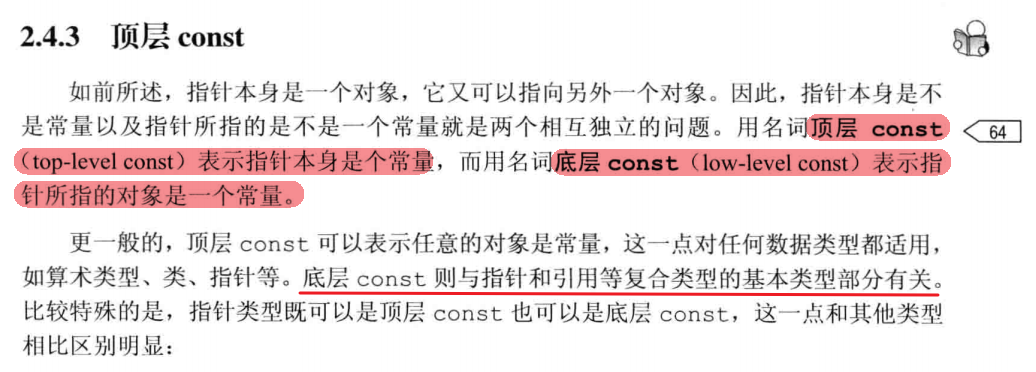 2.4.3 顶层 const
如前所述，指针本身是一个对象，它又可以指向另外一个对象。因此，指针本身是不
是常量以及指针所指的是不是一个常量就是两个相互独立的问题。用名词顶层 const
64
（top-level const）表示指针本身是个常量，而用名词底层 const（low-level const）表示指
针所指的对象是一个常量。
更一般的，顶层 const 可以表示任意的对象是常量，这一点对任何数据类型都适用，
如算术类型、类、指针等。底层 const 则与指针和引用等复合类型的基本类型部分有关。
比较特殊的是，指针类型既可以是顶层 const 也可以是底层 const，这一点和其他类型
相比区别明显：